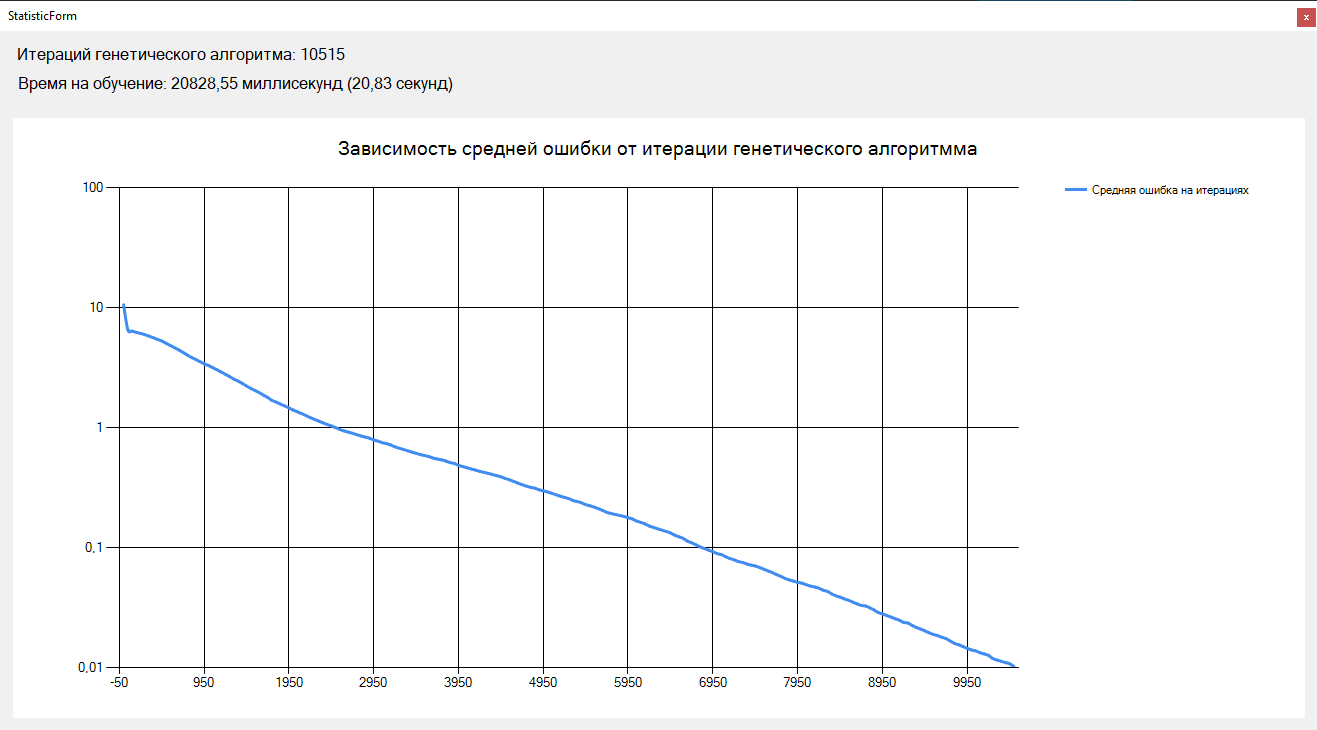 StatisticForm
x
Итераций генетического алгоритма: 10515
Время на обучение: 20828,55 миллисекунд (20,83 секунд)
Зависимость средней ошибки от итерации генетического алгоритмма
Средняя ошибка на итерациях
100
10
1
0,1
0,01
-50 950 1950 2950 3950 4950 5950 6950 7950 8950 9950